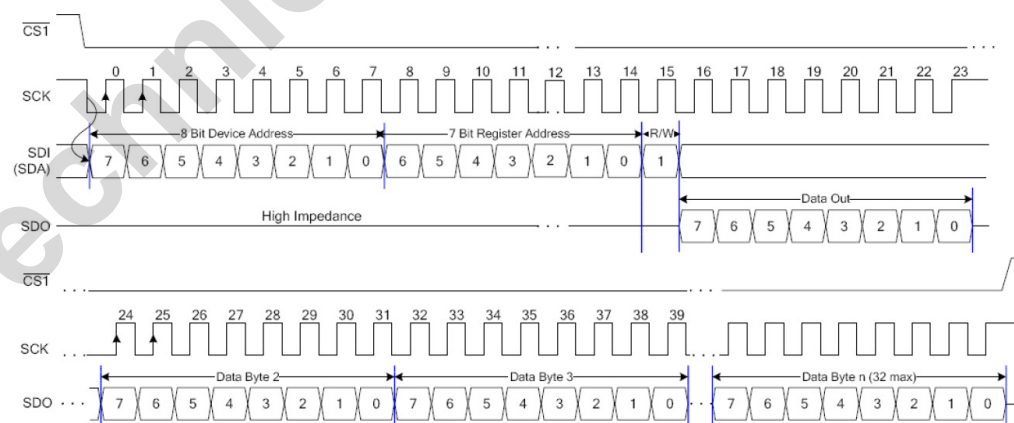 CS1
0 1 2 3 4 5 6 7 8 9 10 11 12 13 14 15 16 17 18 19 20 21 22 23
SCK
8 Bit Device Address 7 Bit Register Address R/W
SDI
(SDA)
7 6 5 4 3 2 1 0 6 5 4 3 2 1 0 1
Data Out
High Impedance
SDO 7 6 5 4 3 2 1 0
CS1
24 25 26 27 28 29 30 31 32 33 34 35 36 37 38 39
SCK
Data Byte 2 Data Byte 3 Data Byte n (32 max)
SDO 7 6 5 4 3 2 1 0 7 6 5 4 3 2 1 0 7 6 5 4 3 2 1 0
echnic